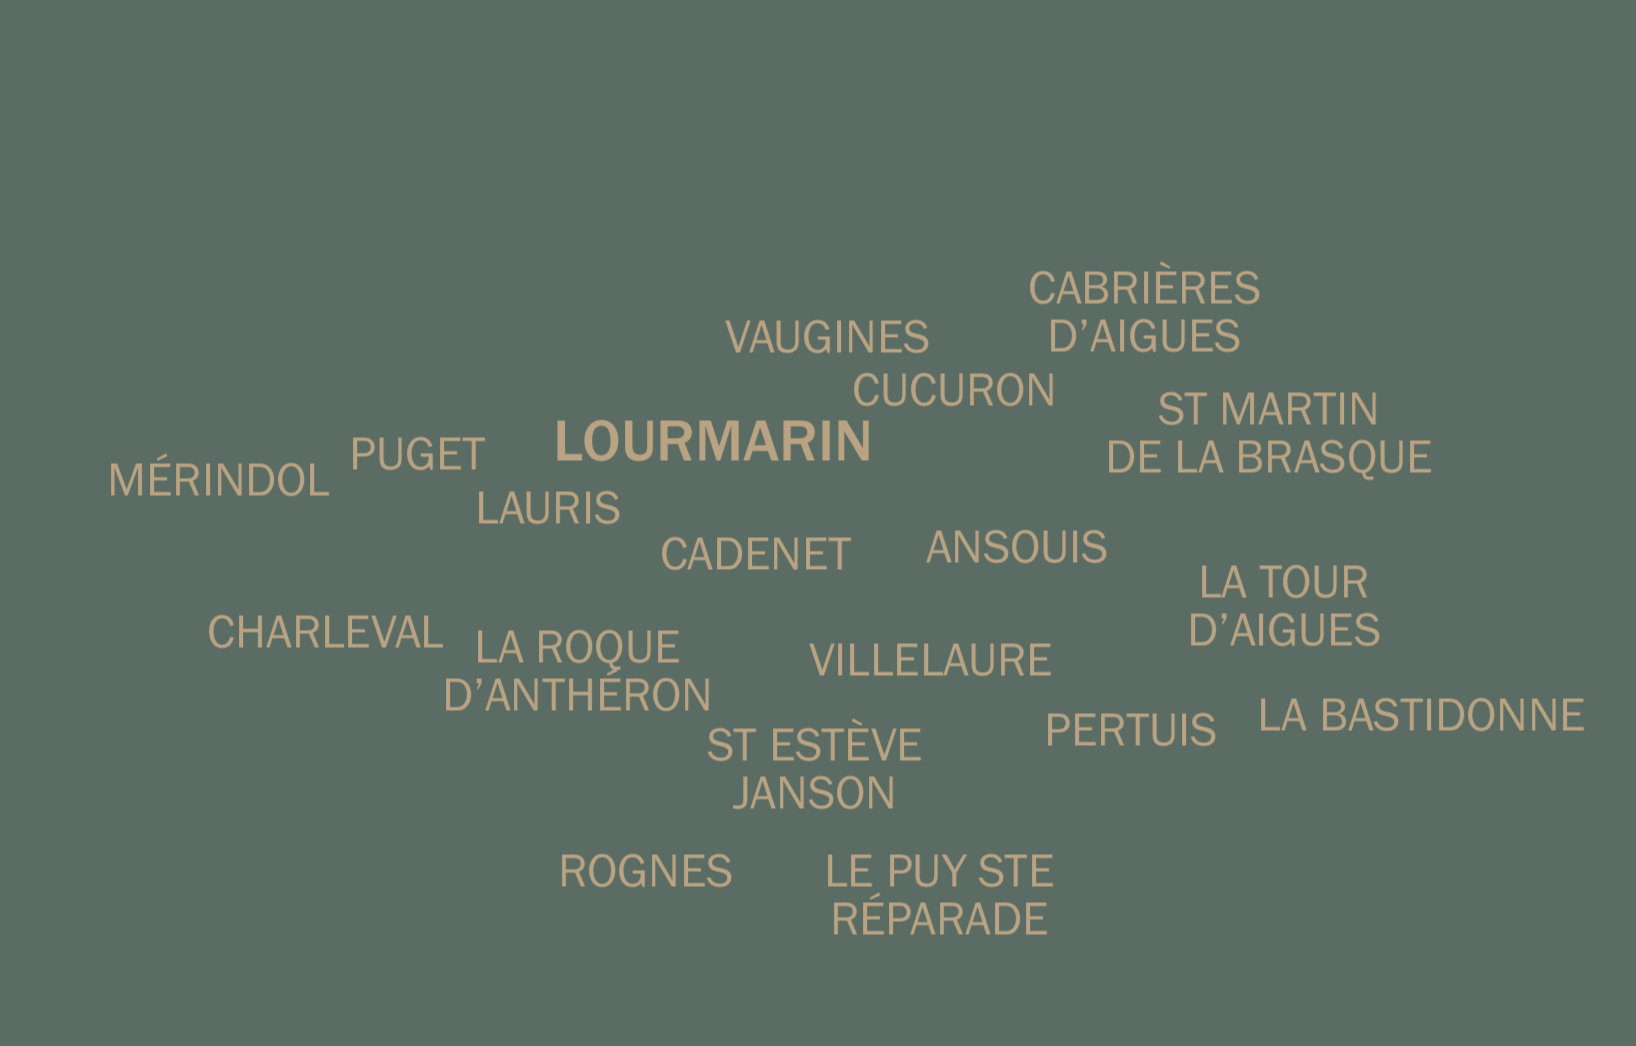 CABRIÈRES
D’AIGUES
VAUGINES
CUCURON
ST MARTIN
DE LA BRASQUE
LOURMARIN
PUGET
MÉRINDOL
LAURIS
CADENET
ANSOUIS
LA TOUR
D’AIGUES
CHARLEVAL
LA ROQUE
D’ANTHÉRON
VILLELAURE
LA BASTIDONNE
PERTUIS
ST ESTÈVE
JANSON
ROGNES
LE PUY STE
RÉPARADE